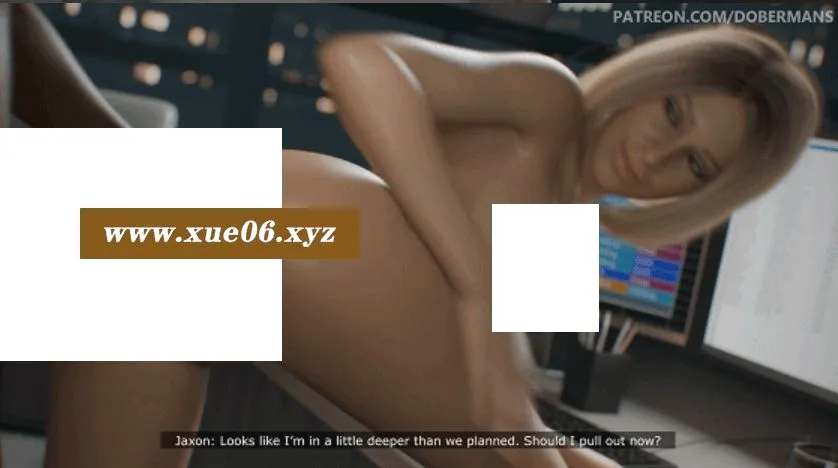 PATREON.COM/DOBERMANS
www.xue06.xyz
Jaxon: Looks like I'm in a little deeper than we planned. Should I pull out now?